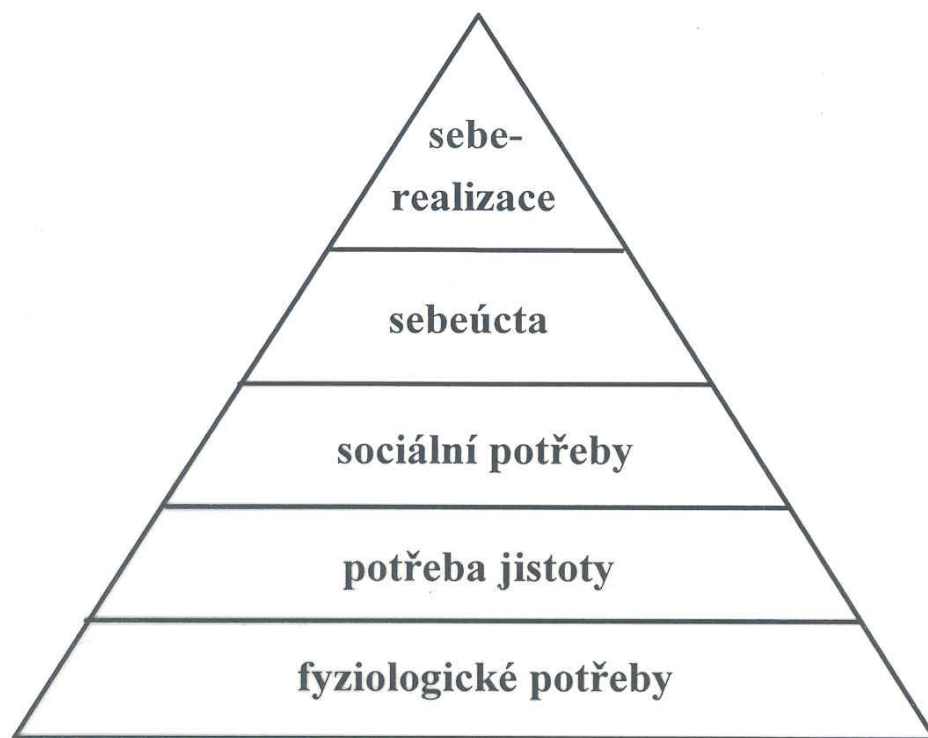 sebe-
realizace
sebeúcta
sociální potřeby
potřeba jistoty
fyziologické potřeby